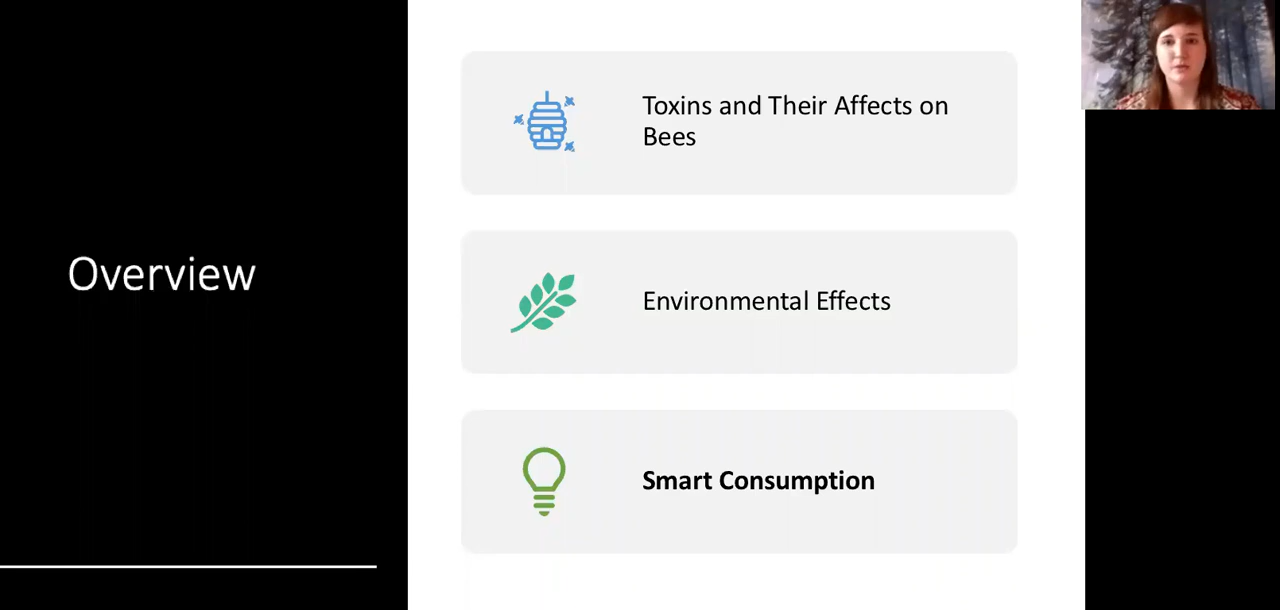 Overview
Toxins and Their Affects on
Bees
Environmental Effects
Smart Consumption